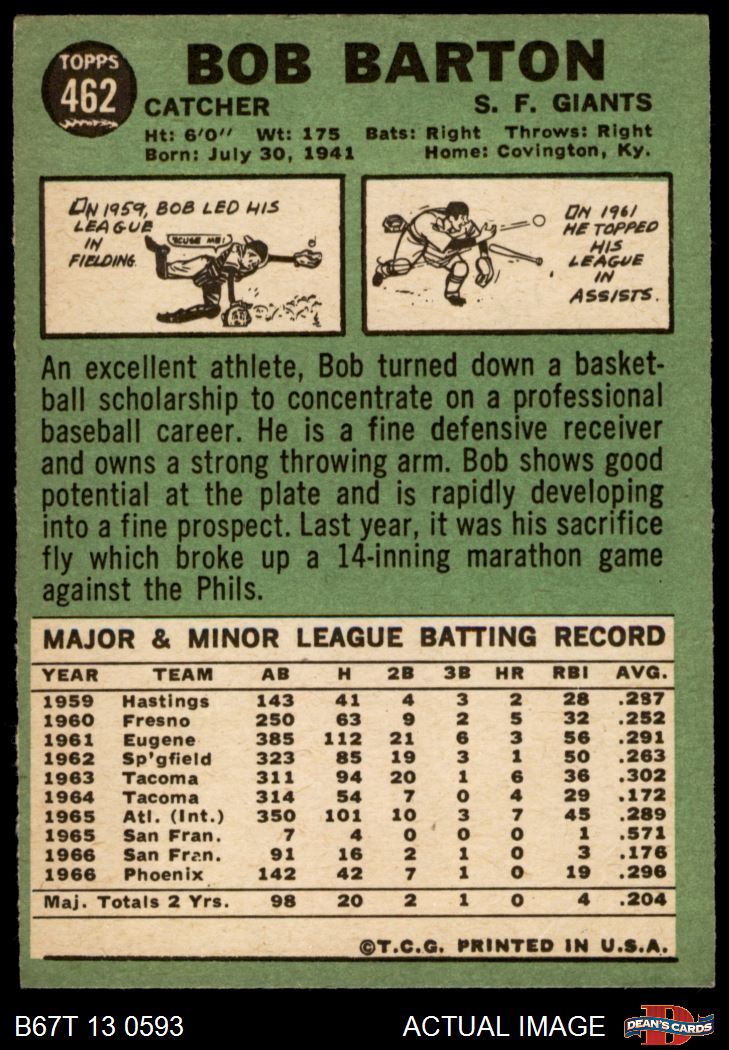 TOPPS
462
BOB BARTON
CATCHER S. F. GIANTS
Ht: 6'0" Wt: 175 Bats: Right Throws: Right
Born: July 30, 1941 Home: Covington, Ky.
IN 1959, BOB LED HIS
LEAGUE
IN
FIELDING.
'SCUSE ME!
IN 1961
HE TOPPED
HIS
LEAGUE
IN
ASSISTS.
An excellent athlete, Bob turned down a basket-
ball scholarship to concentrate on a professional
baseball career. He is a fine defensive receiver
and owns a strong throwing arm. Bob shows good
potential at the plate and is rapidly developing
into a fine prospect. Last year, it was his sacrifice
fly which broke up a 14-inning marathon game
against the Phils.
MAJOR & MINOR LEAGUE BATTING RECORD
YEAR TEAM AB H 2B 3B HR RBI AVG.
1959 Hastings 143 41 4 3 2 28 .287
1960 Fresno 250 63 9 2 5 32 .252
1961 Eugene 385 112 21 6 3 56 .291
1962 Sp'gfield 323 85 19 3 1 50 .263
1963 Tacoma 311 94 20 1 6 36 .302
1964 Tacoma 314 54 7 0 4 29 .172
1965 Atl. (Int.) 350 101 10 3 7 45 .289
1965 San Fran. 7 4 0 0 0 1 .571
1966 San Fran. 91 16 2 1 0 3 .176
1966 Phoenix 142 42 7 1 0 19 .296
Maj. Totals 2 Yrs. 98 20 2 1 0 4 .204
©T.C.G. PRINTED IN U.S.A.
B67T 13 0593 ACTUAL IMAGE
D
DEAN'S CARDS